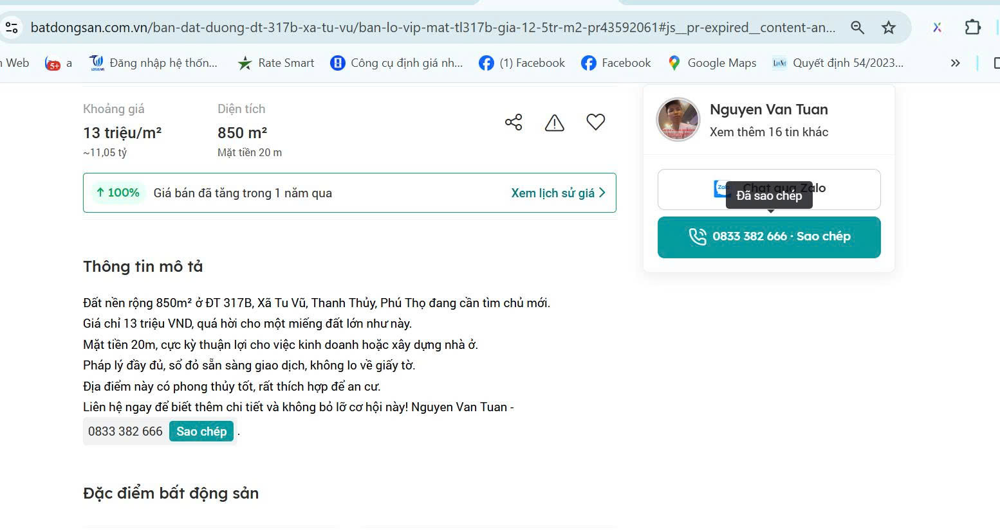 batdongsan.com.vn/ban-dat-duong-dt-317b-xa-tu-vu/ban-lo-vip-mat-tl317b-gia-12-5tr-m2-pr43592061#js__pr-expired__content-an...
Web
5+ a
LOTUS VN Đăng nhập hệ thốn...
Rate Smart
Công cụ định giá nh...
(1) Facebook
Facebook
Google Maps
LawNet Quyết định 54/2023...
Khoảng giá
13 triệu/m²
~11,05 tỷ
Diện tích
850 m²
Mặt tiền 20 m
100% Giá bán đã tăng trong 1 năm qua
Xem lịch sử giá
Nguyen Van Tuan
Xem thêm 16 tin khác
Zalo Chat qua Zalo
Đã sao chép
0833 382 666 · Sao chép
Thông tin mô tả
Đất nền rộng 850m² ở ĐT 317B, Xã Tu Vũ, Thanh Thủy, Phú Thọ đang cần tìm chủ mới.
Giá chỉ 13 triệu VND, quá hời cho một miếng đất lớn như này.
Mặt tiền 20m, cực kỳ thuận lợi cho việc kinh doanh hoặc xây dựng nhà ở.
Pháp lý đầy đủ, sổ đỏ sẵn sàng giao dịch, không lo về giấy tờ.
Địa điểm này có phong thủy tốt, rất thích hợp để an cư.
Liên hệ ngay để biết thêm chi tiết và không bỏ lỡ cơ hội này! Nguyen Van Tuan -
0833 382 666 Sao chép .
Đặc điểm bất động sản